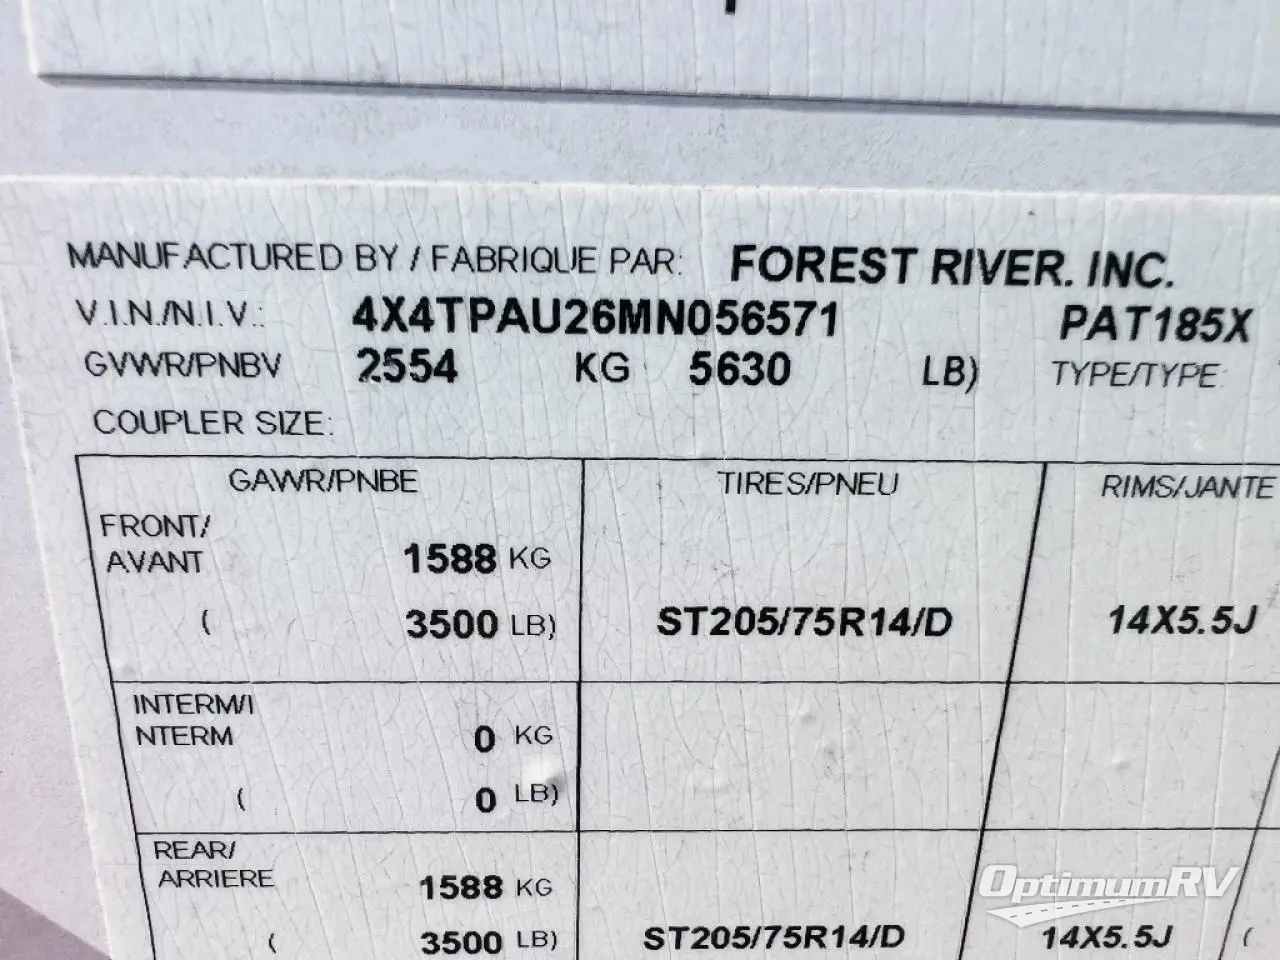 MANUFACTURED BY / FABRIQUE PAR: FOREST RIVER. INC.
V.I.N./N.I.V.: 4X4TPAU26MN056571 PAT185X
GVWR/PNBV 2554 KG 5630 LB) TYPE/TYPE:
COUPLER SIZE:
GAWR/PNBE TIRES/PNEU RIMS/JANTE
FRONT/
AVANT 1588 KG
( 3500 LB) ST205/75R14/D 14X5.5J
INTERM/I
NTERM 0 KG
( 0 LB)
REAR/
ARRIERE 1588 KG
( 3500 LB) ST205/75R14/D 14X5.5J (
OptimumRV